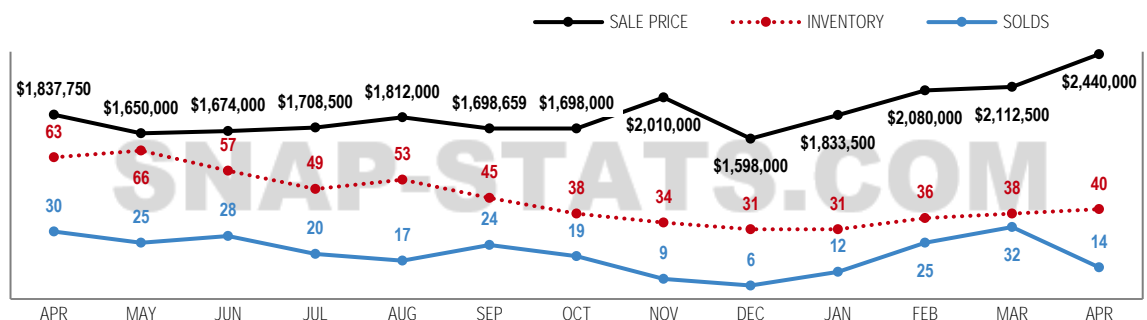 SALE PRICE INVENTORY SOLDS
$1,837,750 $1,650,000 $1,674,000 $1,708,500 $1,812,000 $1,698,659 $1,698,000 $2,010,000 $1,598,000 $1,833,500 $2,080,000 $2,112,500 $2,440,000
63 66 57 49 53 45 38 34 31 31 36 38 40
SNAP-STATS.COM
30 25 28 20 17 24 19 9 6 12 25 32 14
APR MAY JUN JUL AUG SEP OCT NOV DEC JAN FEB MAR APR